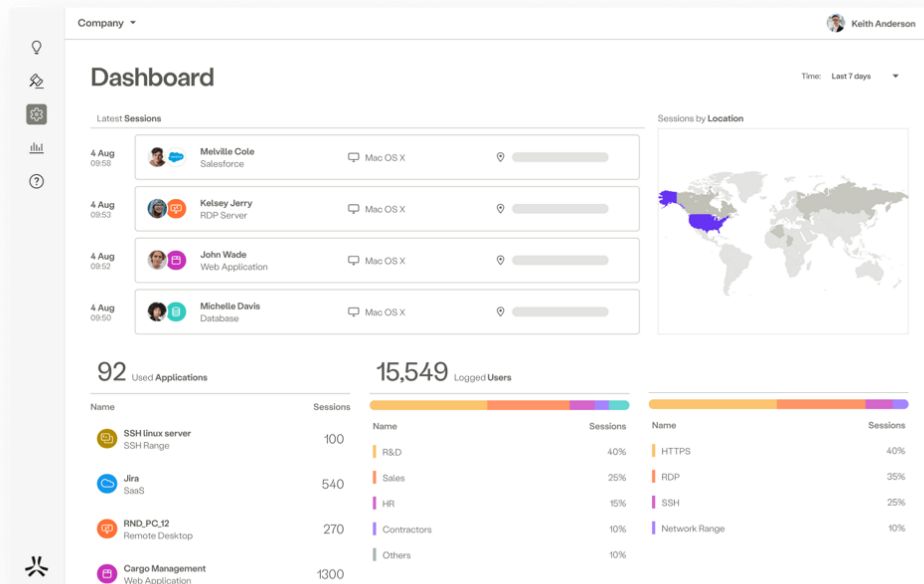 Company
Keith Anderson
Dashboard
Time: Last 7 days
Latest Sessions
Sessions by Location
4 Aug
09:58
Melville Cole
Salesforce
Mac OS X
4 Aug
09:53
Kelsey Jerry
RDP Server
Mac OS X
4 Aug
09:52
John Wade
Web Application
Mac OS X
4 Aug
09:50
Michelle Davis
Database
Mac OS X
92 Used Applications
Name Sessions
SSH linux server
SSH Range
100
Jira
SaaS
540
RND_PC_12
Remote Desktop
270
Cargo Management
Web Application
1300
15,549 Logged Users
Name Sessions
R&D 40%
Sales 25%
HR 15%
Contractors 10%
Others 10%
Name Sessions
HTTPS 40%
RDP 35%
SSH 25%
Network Range 10%